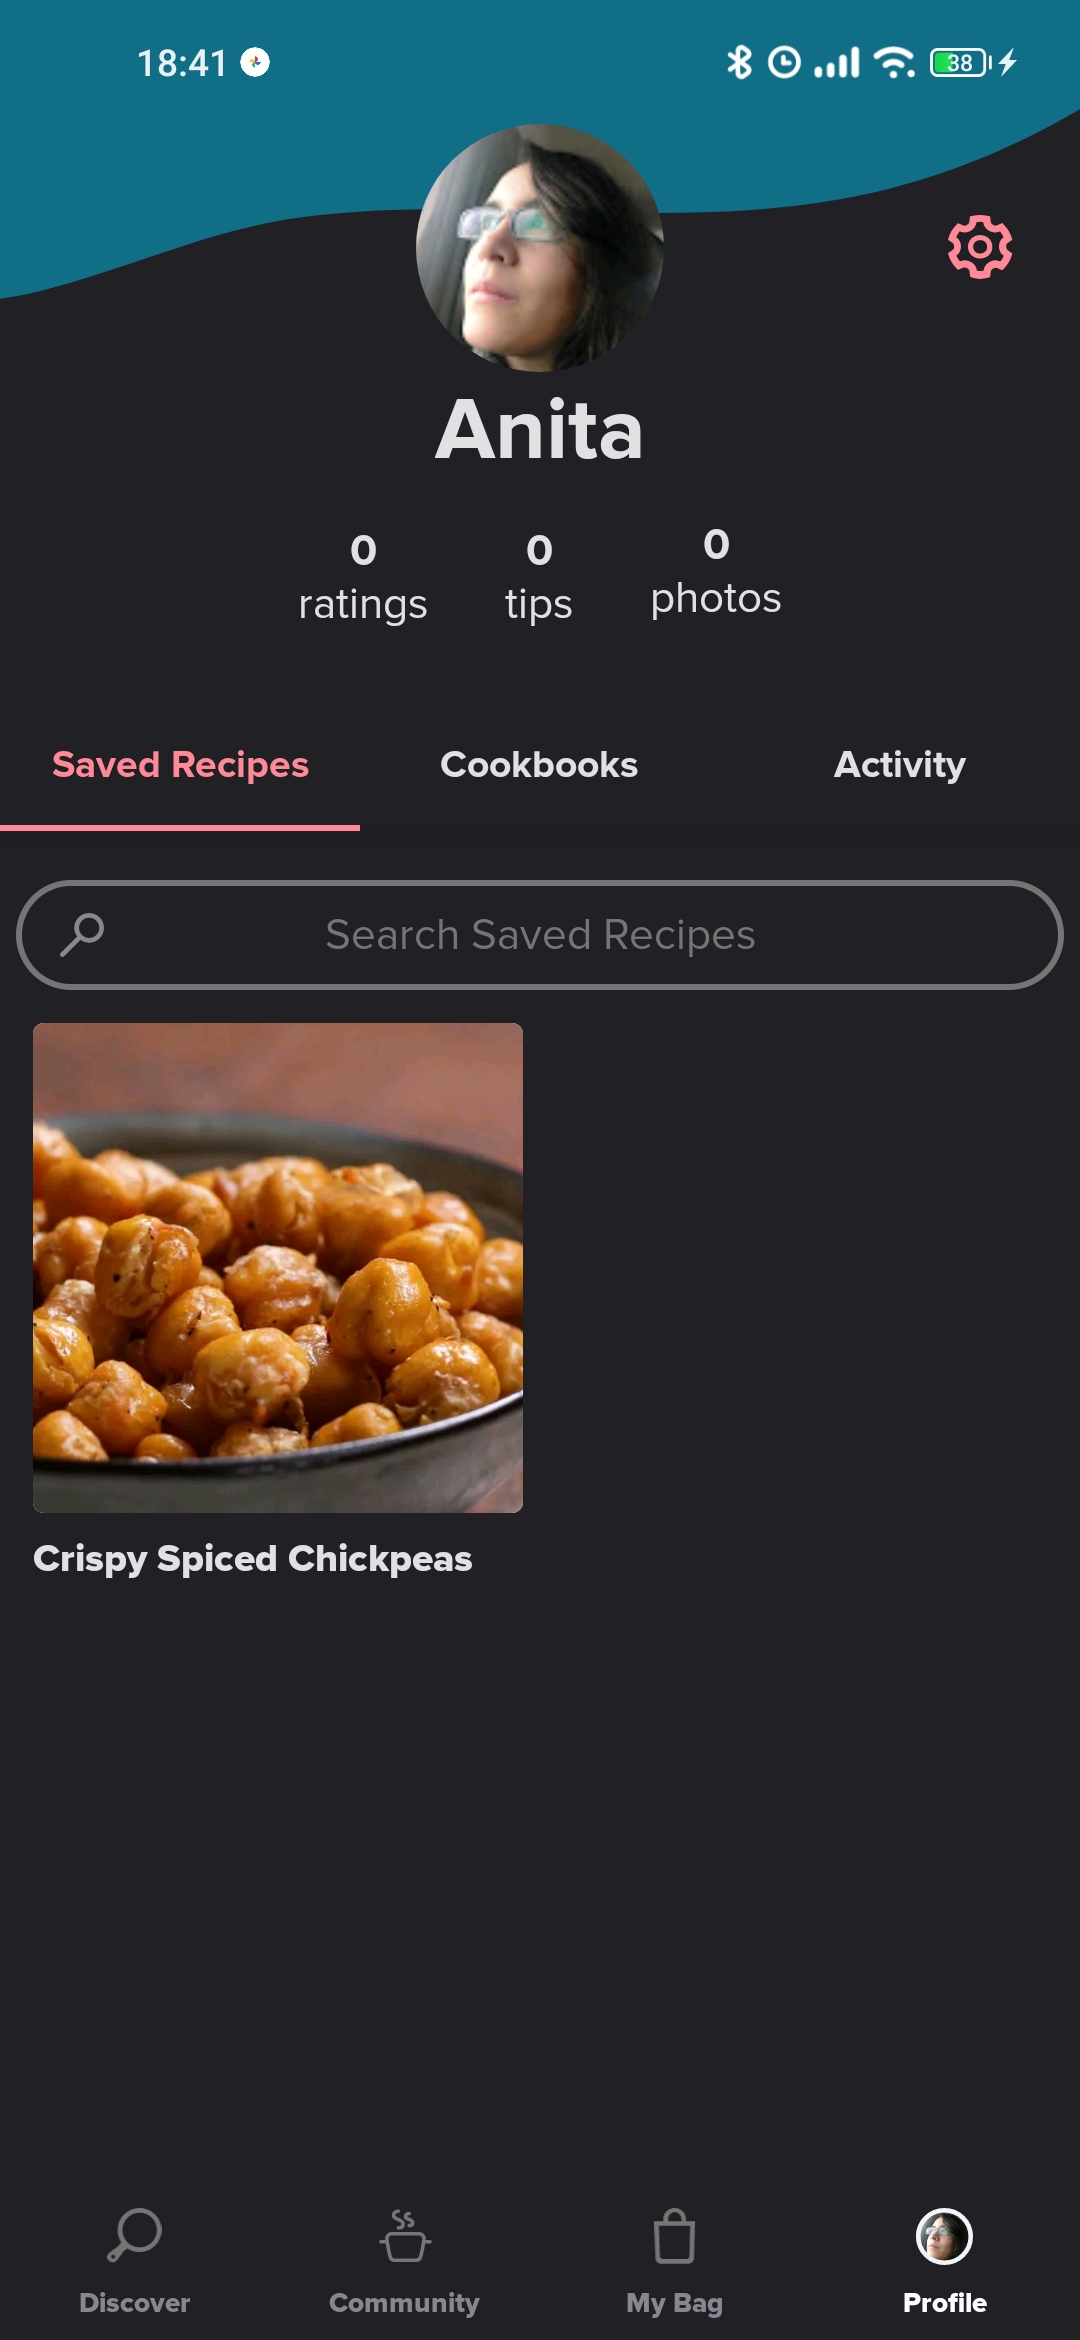 18:41
38
Anita
0 0 0
ratings tips photos
Saved Recipes Cookbooks Activity
Search Saved Recipes
Crispy Spiced Chickpeas
Discover Community My Bag Profile